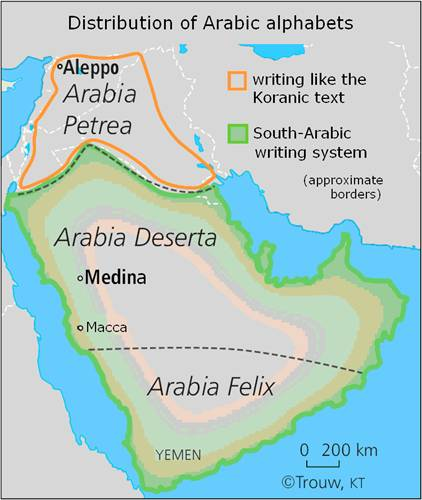 Distribution of Arabic alphabets
Aleppo
Arabia
Petrea
writing like the
Koranic text
South-Arabic
writing system
(approximate
borders)
Arabia Deserta
Medina
Macca
Arabia Felix
YEMEN
0 200 km
©Trouw, KT